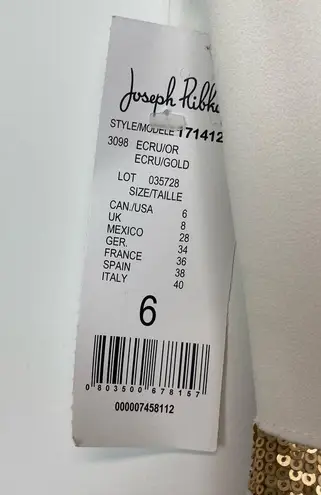 Joseph Ribk
STYLE/MODÈLE 171412
3098 ECRU/OR
ECRU/GOLD
LOT 035728
SIZE/TAILLE
CAN./USA 6
UK 8
MEXICO 28
GER. 34
FRANCE 36
SPAIN 38
ITALY 40
6
0 803500 678157
000007458112